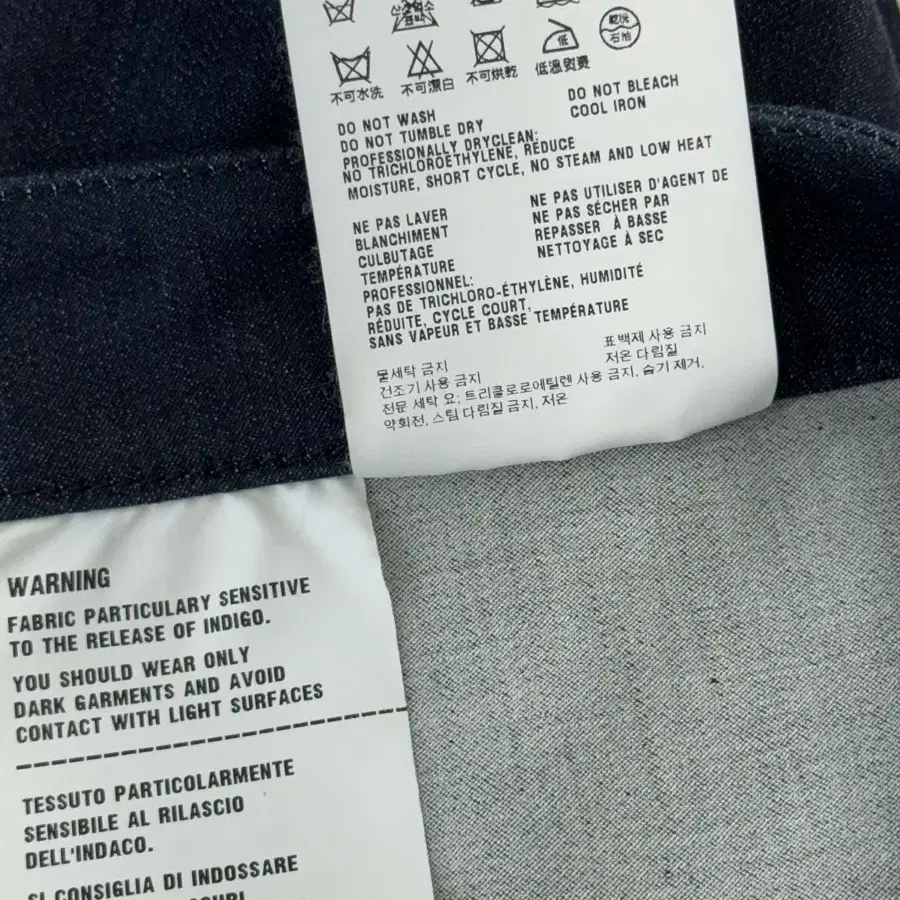 不可水洗 不可漂白 不可烘乾 低溫熨燙
低
乾洗
石油
DO NOT WASH
DO NOT BLEACH
DO NOT TUMBLE DRY
COOL IRON
PROFESSIONALLY DRYCLEAN:
NO TRICHLOROETHYLENE, REDUCE
MOISTURE, SHORT CYCLE, NO STEAM AND LOW HEAT
NE PAS LAVER
NE PAS UTILISER D'AGENT DE
BLANCHIMENT
NE PAS SÉCHER PAR
CULBUTAGE
REPASSER À BASSE
TEMPÉRATURE
NETTOYAGE À SEC
PROFESSIONNEL:
PAS DE TRICHLORO-ÉTHYLÈNE, HUMIDITÉ
RÉDUITE, CYCLE COURT,
SANS VAPEUR ET BASSE TEMPÉRATURE
물세탁 금지
표백제 사용 금지
건조기 사용 금지
저온 다림질
전문 세탁 요; 트리클로로에틸렌 사용 금지, 습기 제거,
약회전, 스팀 다림질 금지, 저온
WARNING
FABRIC PARTICULARY SENSITIVE
TO THE RELEASE OF INDIGO.
YOU SHOULD WEAR ONLY
DARK GARMENTS AND AVOID
CONTACT WITH LIGHT SURFACES
TESSUTO PARTICOLARMENTE
SENSIBILE AL RILASCIO
DELL'INDACO.
SI CONSIGLIA DI INDOSSARE